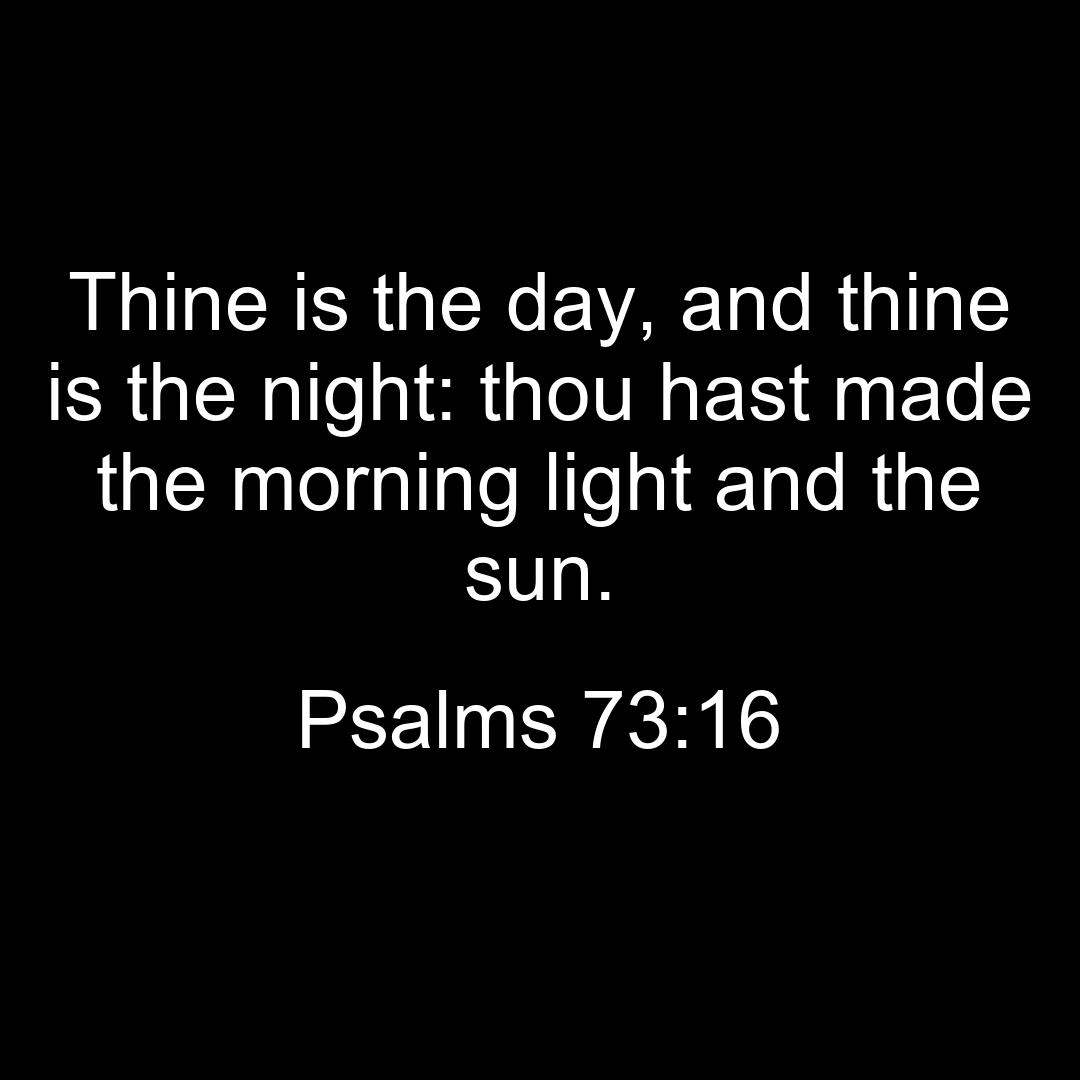 Thine is the day, and thine
is the night: thou hast made
the morning light and the
sun.
Psalms 73:16